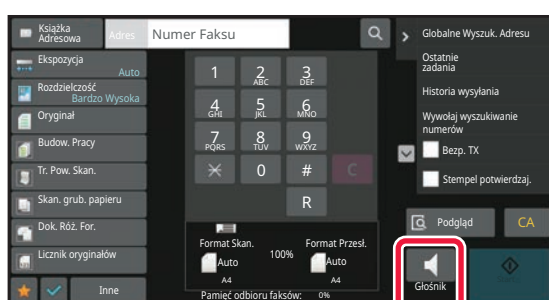 Książka
Adresowa
Adres
Numer Faksu
Ekspozycja
Auto
Rozdzielczość
Bardzo Wysoka
Oryginał
Budow. Pracy
Tr. Pow. Skan.
Skan. grub. papieru
Dok. Róż. For.
Licznik oryginałów
Inne
1
2
ABC
3
DEF
4
GHI
5
JKL
6
MNO
7
PQRS
8
TUV
9
WXYZ
0
#
C
R
Format Skan.
Auto
A4
100%
Format Przesł.
Auto
A4
Pamięć odbioru faksów: 0%
Globalne Wyszuk. Adresu
Ostatnie
zadania
Historia wysyłania
Wywołaj wyszukiwanie
numerów
Bezp. TX
Stempel potwierdzaj.
Podgląd
CA
Głośnik